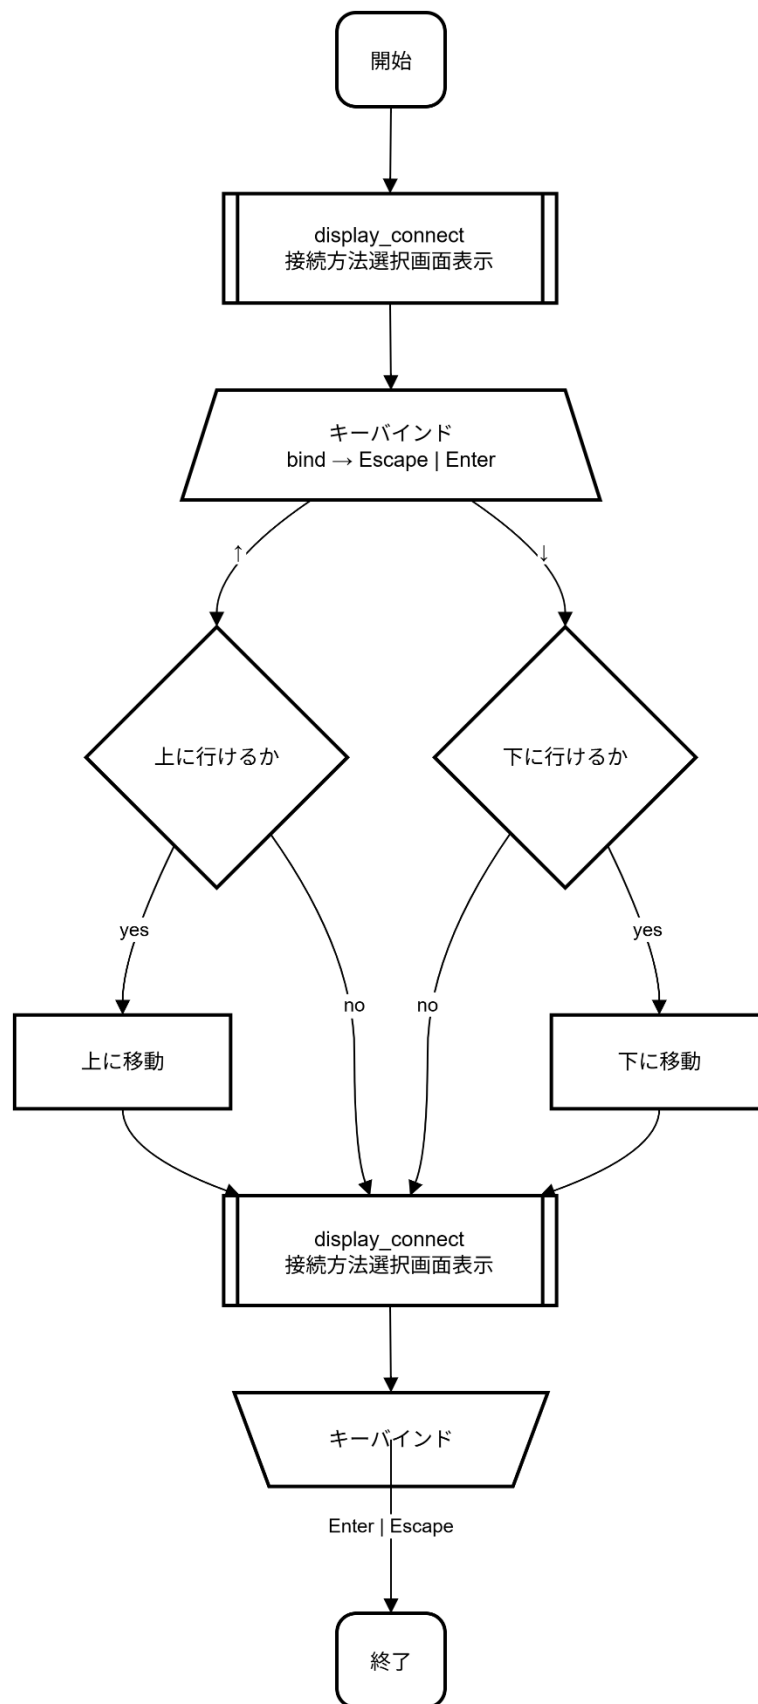 開始
display_connect
接続方法選択画面表示
キーバインド
bind → Escape | Enter
↑
↓
上に行けるか
下に行けるか
yes
yes
no
no
上に移動
下に移動
display_connect
接続方法選択画面表示
キーバインド
Enter | Escape
終了